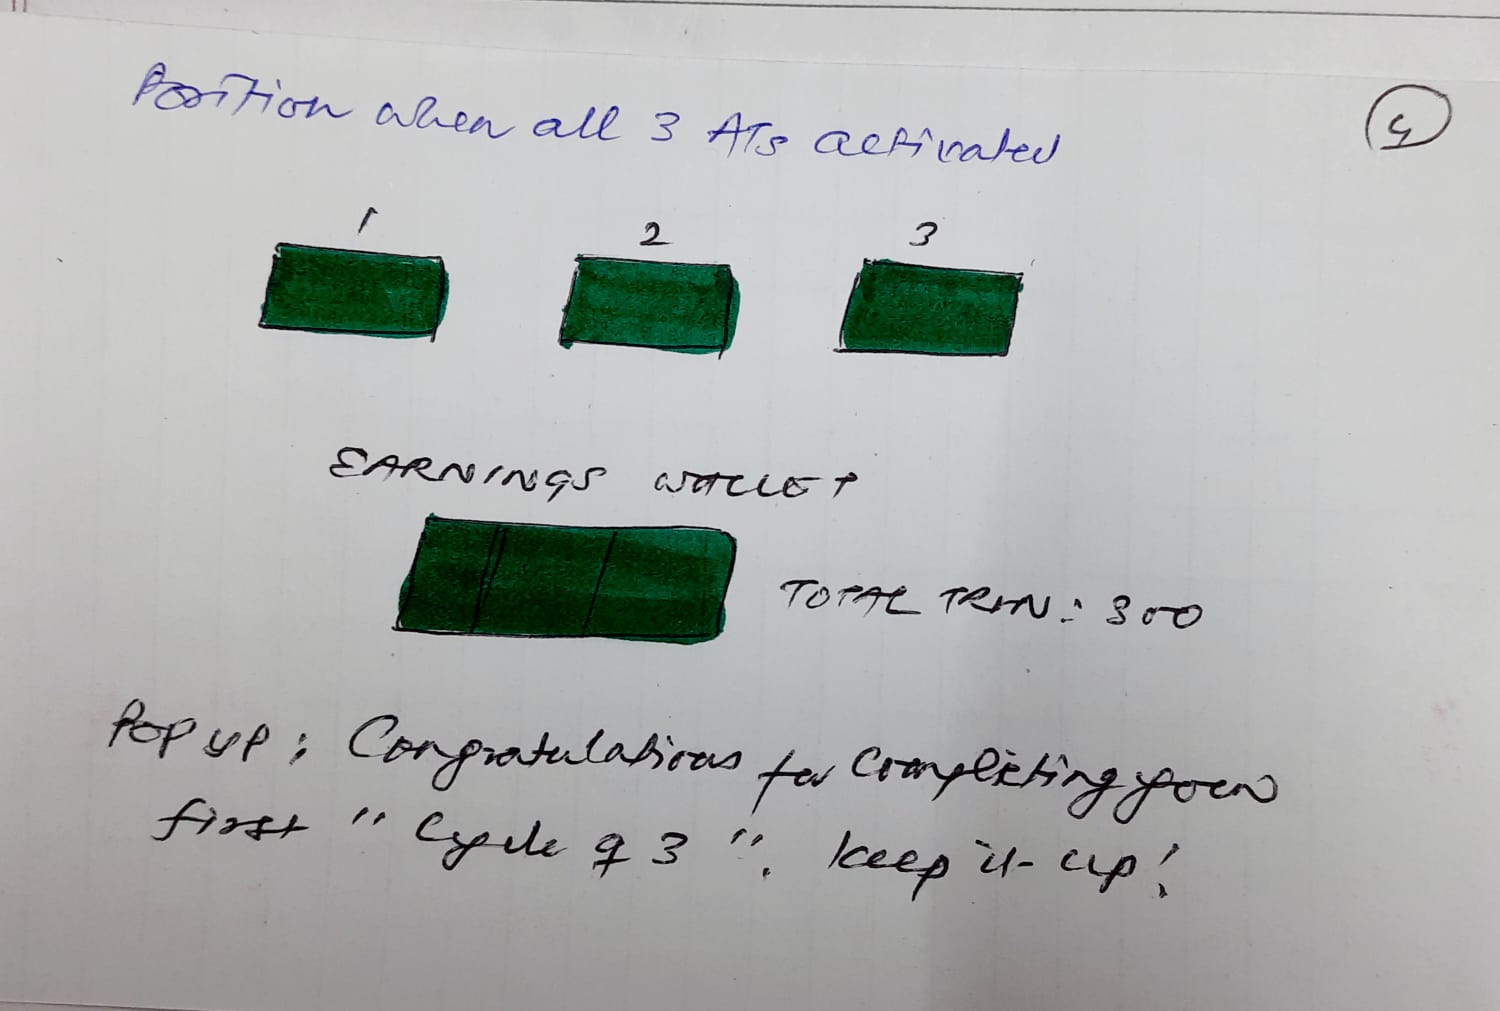 Position when all 3 ATs activated
4
1 2 3
EARNINGS WALLET
TOTAL TRXN: 300
Pop up: Congratulations for completing your
first "Cycle of 3". keep it up!